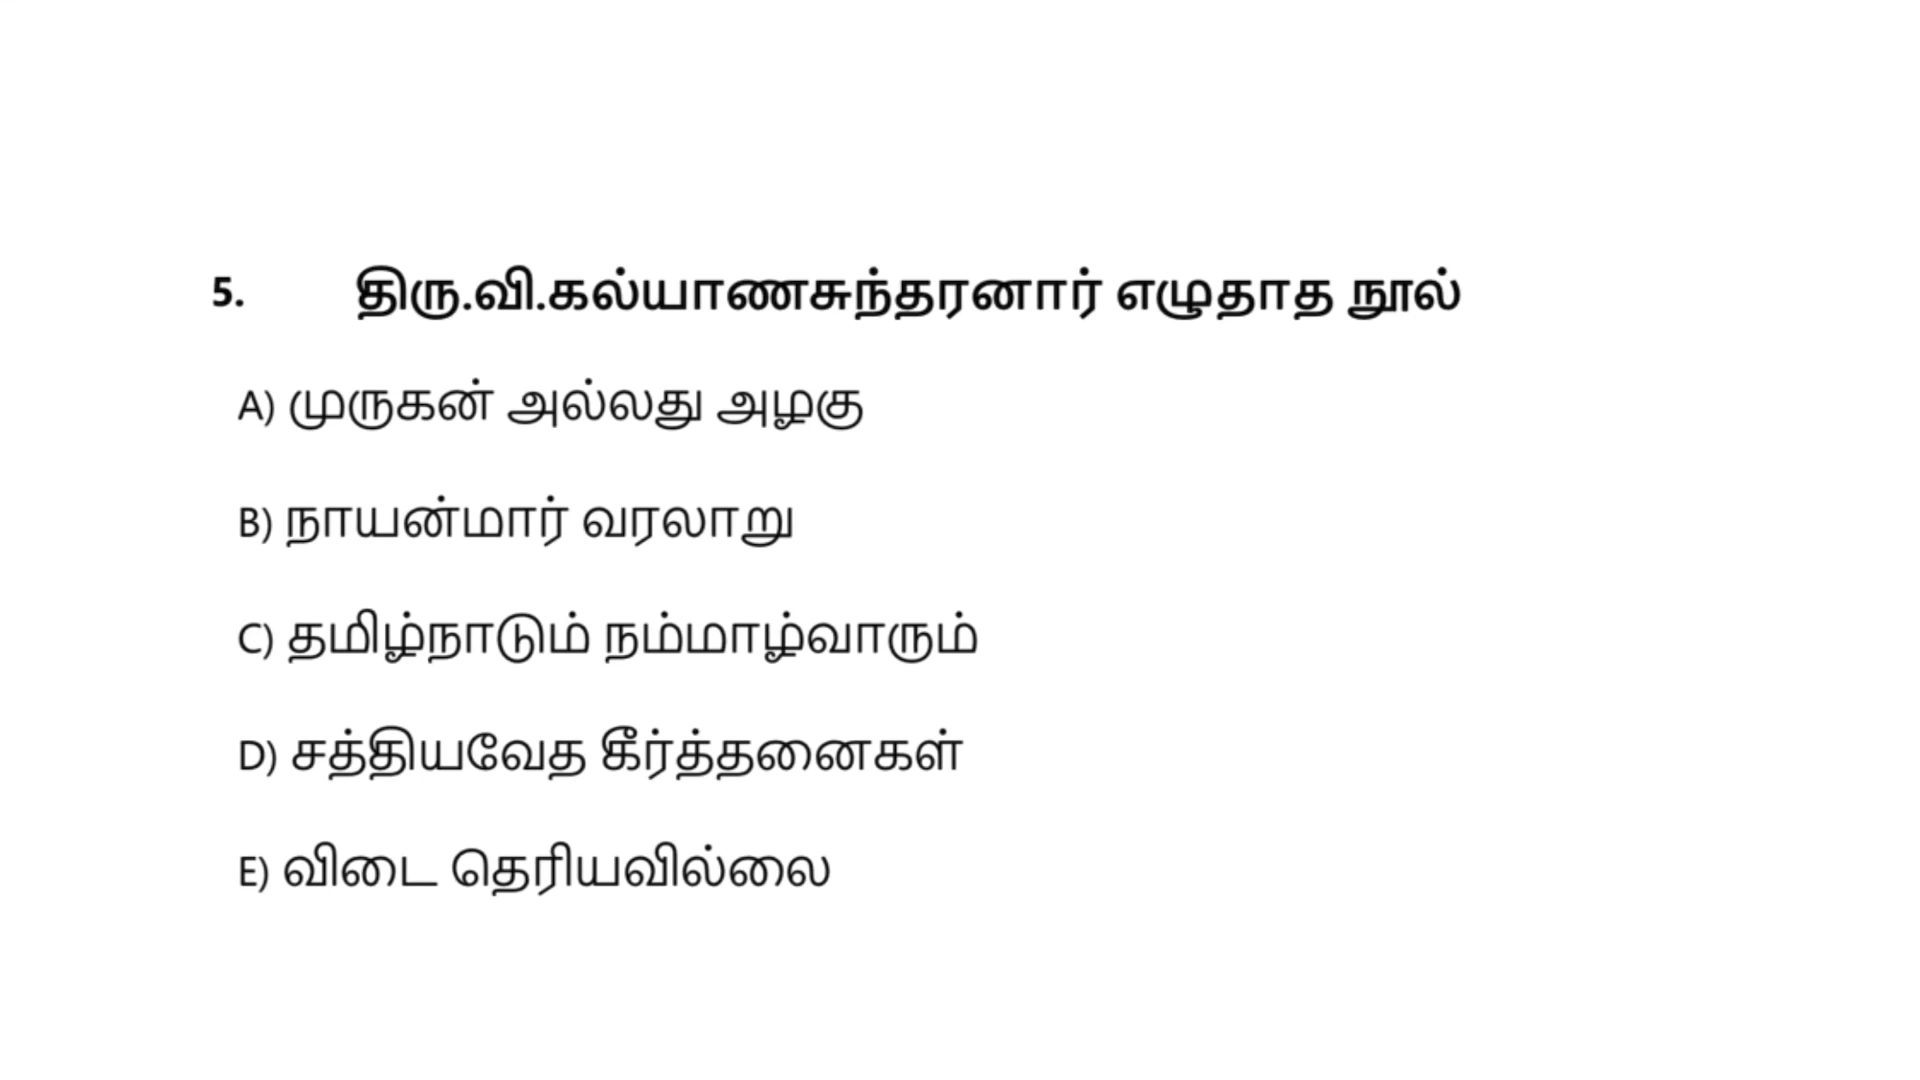 5. திரு.வி.கல்யாணசுந்தரனார் எழுதாத நூல்
A) முருகன் அல்லது அழகு
B) நாயன்மார் வரலாறு
C) தமிழ்நாடும் நம்மாழ்வாரும்
D) சத்தியவேத கீர்த்தனைகள்
E) விடை தெரியவில்லை